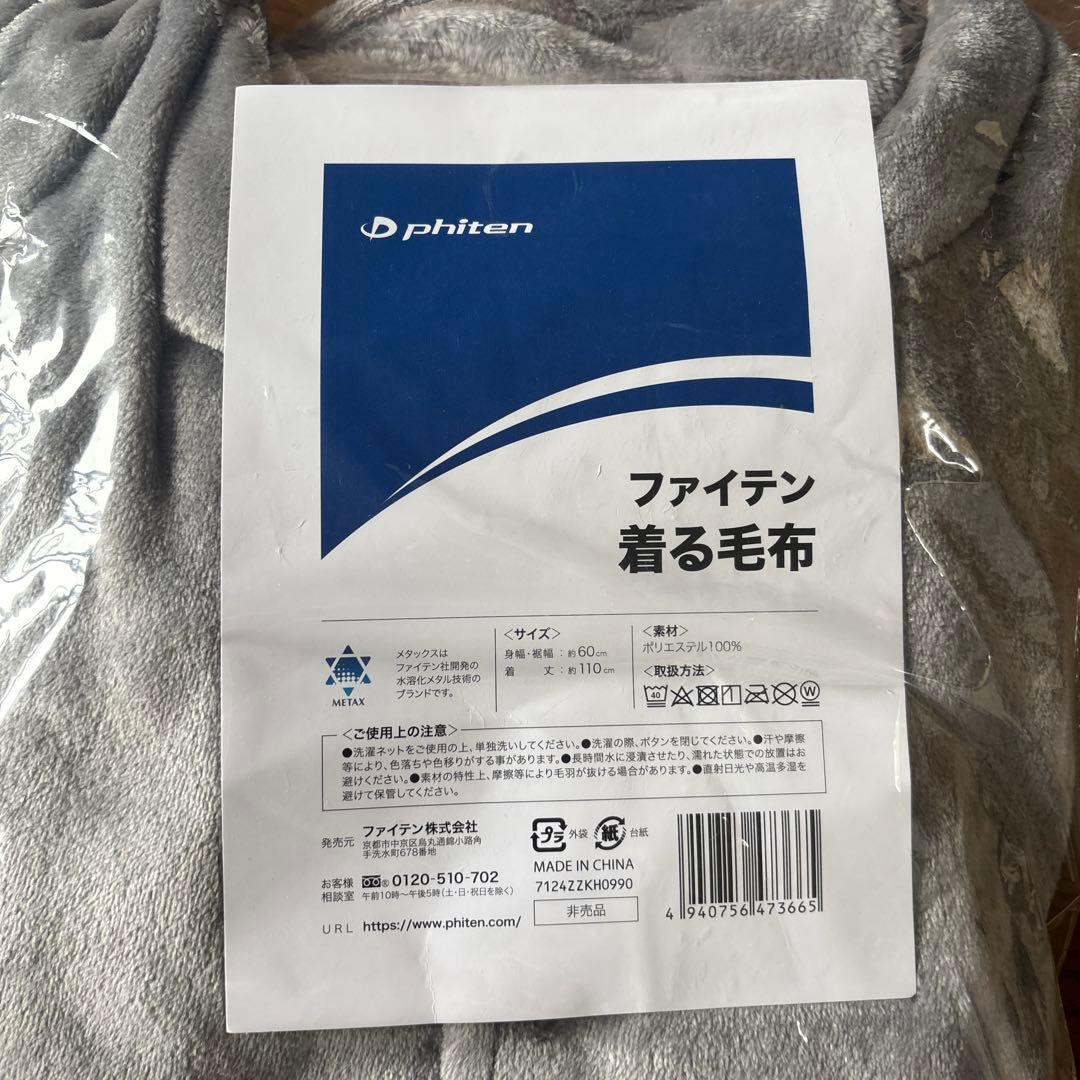 phiten
ファイテン
着る毛布
メタックスは
ファイテン社開発の
水溶化メタル技術の
ブランドです。
METAX
<サイズ>
身幅・裾幅 : 約60cm
着 丈 : 約110cm
<素材>
ポリエステル100%
<取扱方法>
40
W
<ご使用上の注意>
●洗濯ネットをご使用の上、単独洗いしてください。●洗濯の際、ボタンを閉じてください。●汗や摩擦
等により、色落ちや色移りがする事があります。●長時間水に浸漬させたり、濡れた状態での放置はお
避けください。●素材の特性上、摩擦等により毛羽が抜ける場合があります。●直射日光や高温多湿を
避けて保管してください。
発売元 ファイテン株式会社
京都市中京区烏丸通錦小路角
手洗水町678番地
お客様
相談室
0120-510-702
午前10時〜午後5時(土・日・祝日を除く)
URL https://www.phiten.com/
プラ 外袋 紙 台紙
MADE IN CHINA
7124ZZKH0990
非売品
4 940756 473665